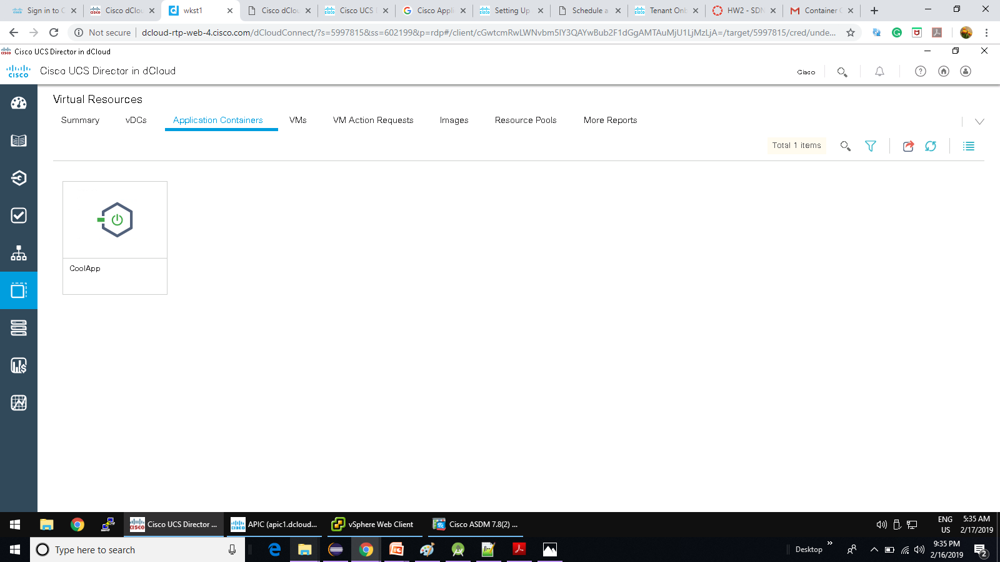 Sign in to C
Cisco dClou
wkst1
Cisco dClou
Cisco UCS
Cisco Appli
Setting Up
Schedule a
Tenant Onb
HW2 - SDN
Container C
Not secure
dcloud-rtp-web-4.cisco.com/dCloudConnect/?s=5997815&ss=602199&p=rdp#/client/cGwtcmRwLWNvbm5lY3QAYwBub2F1dGgAMTAuMjU1LjMzLjA=/target/5997815/cred/unde...
Cisco UCS Director in dCloud
Cisco UCS Director in dCloud
Cisco
Virtual Resources
Summary
vDCs
Application Containers
VMs
VM Action Requests
Images
Resource Pools
More Reports
Total 1 items
CoolApp
Cisco UCS Director ...
APIC (apic1.dcloud...
vSphere Web Client
Cisco ASDM 7.8(2) ...
ENG
US
5:35 AM
2/17/2019
Type here to search
Desktop
9:35 PM
2/16/2019
2